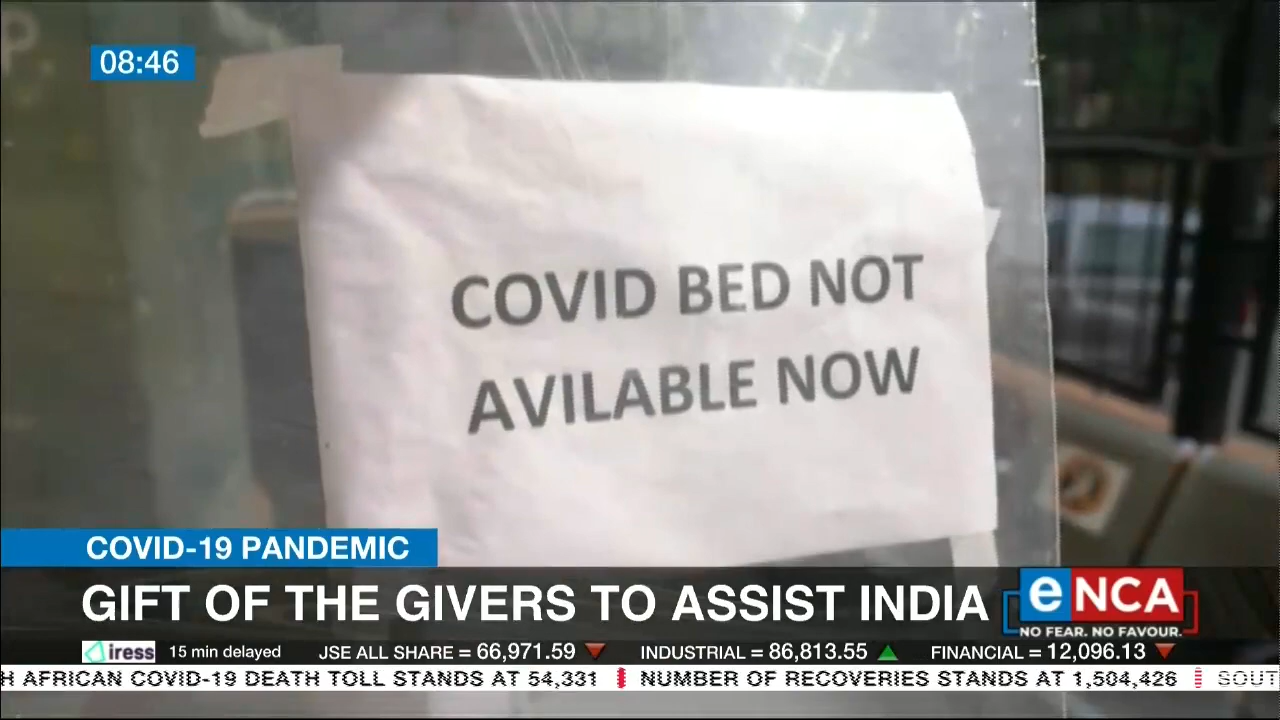 08:46
COVID BED NOT
AVILABLE NOW
COVID-19 PANDEMIC
GIFT OF THE GIVERS TO ASSIST INDIA
eNCA
NO FEAR. NO FAVOUR.
iress 15 min delayed JSE ALL SHARE = 66,971.59 INDUSTRIAL = 86,813.55 FINANCIAL = 12,096.13
H AFRICAN COVID-19 DEATH TOLL STANDS AT 54,331 NUMBER OF RECOVERIES STANDS AT 1,504,426 SOUT